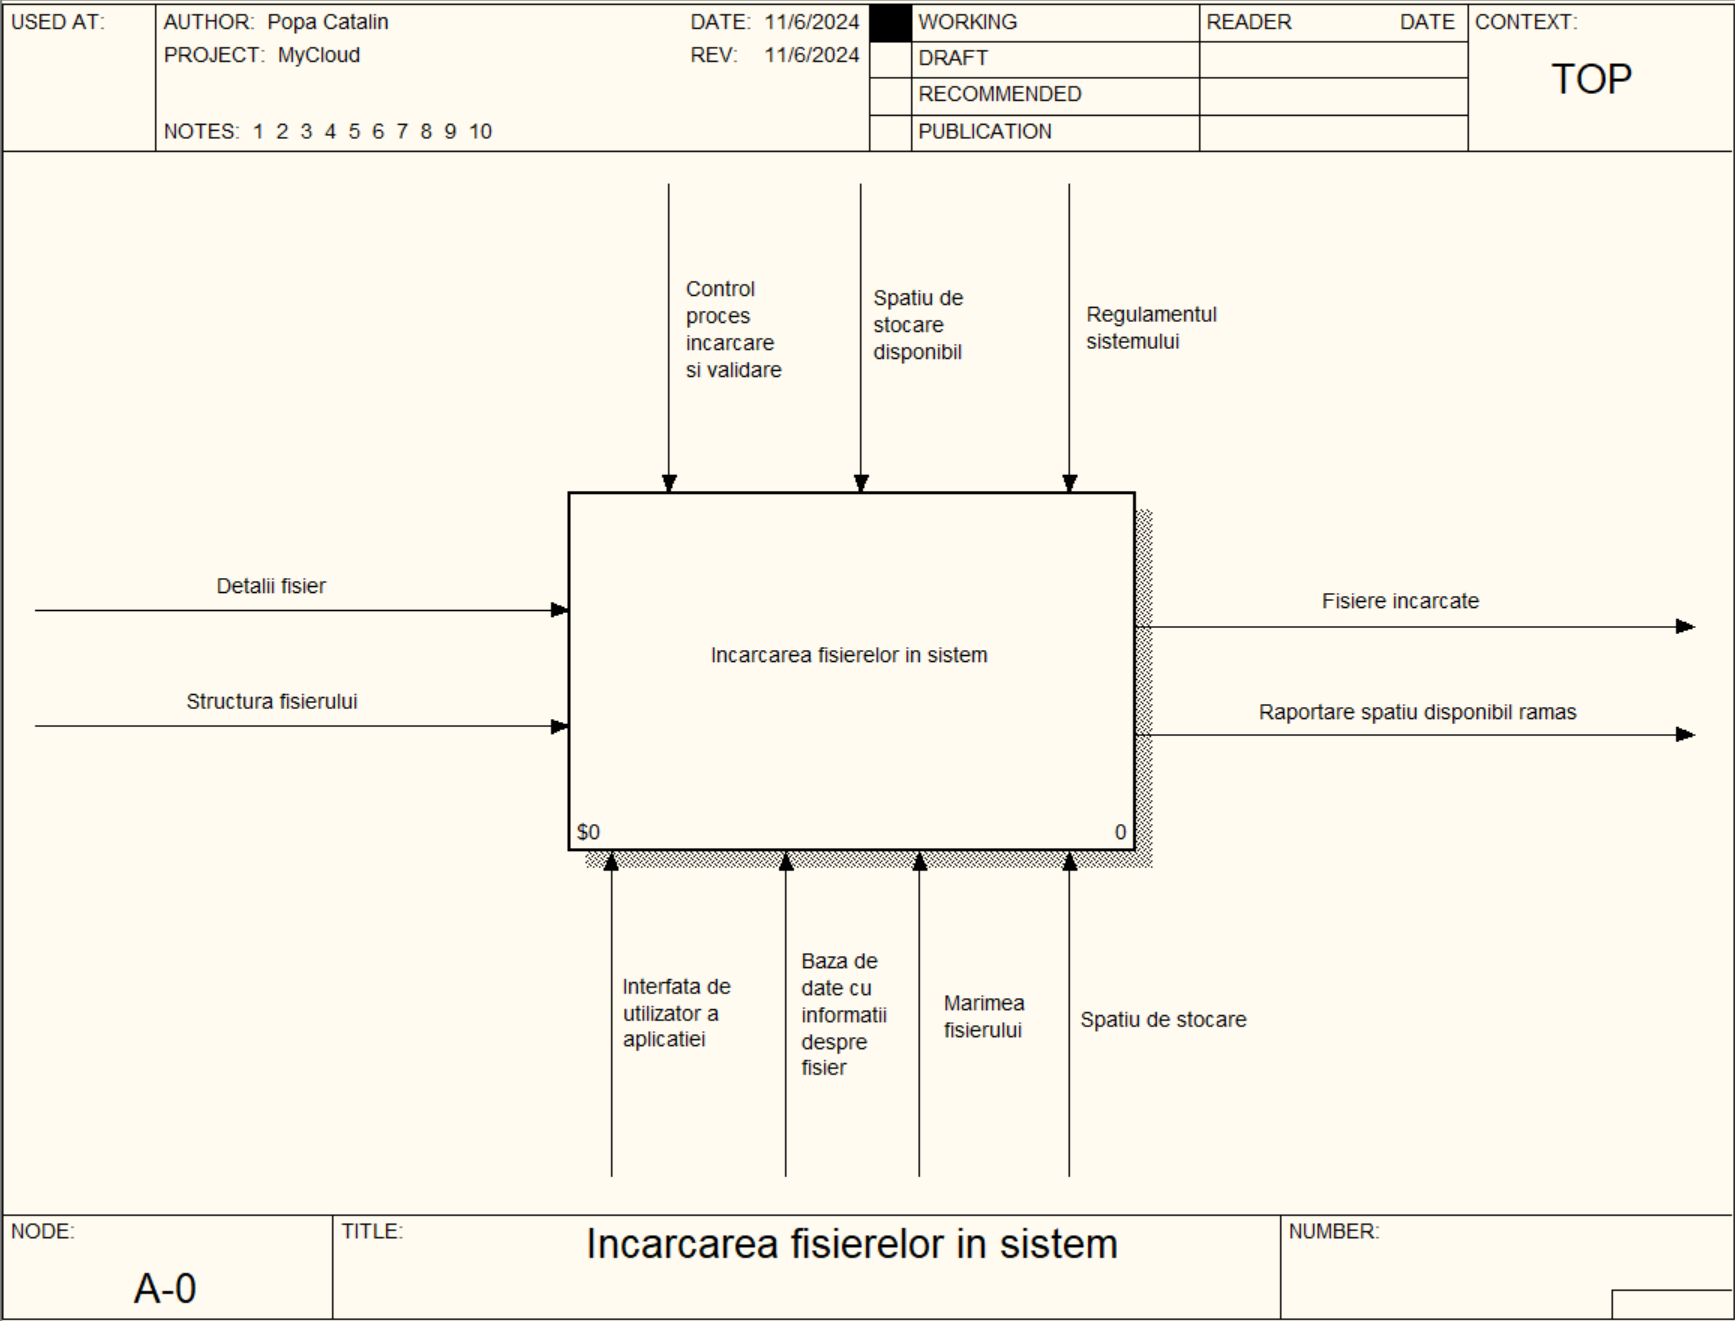 USED AT:
AUTHOR: Popa Catalin
DATE: 11/6/2024
PROJECT: MyCloud
REV: 11/6/2024
NOTES: 1 2 3 4 5 6 7 8 9 10
WORKING
DRAFT
RECOMMENDED
PUBLICATION
READER
DATE
CONTEXT:
TOP
Control
proces
incarcare
si validare
Spatiu de
stocare
disponibil
Regulamentul
sistemului
Detalii fisier
Structura fisierului
Incarcarea fisierelor in sistem
$0
0
Fisiere incarcate
Raportare spatiu disponibil ramas
Interfata de
utilizator a
aplicatiei
Baza de
date cu
informatii
despre
fisier
Marimea
fisierului
Spatiu de stocare
NODE:
A-0
TITLE:
Incarcarea fisierelor in sistem
NUMBER: